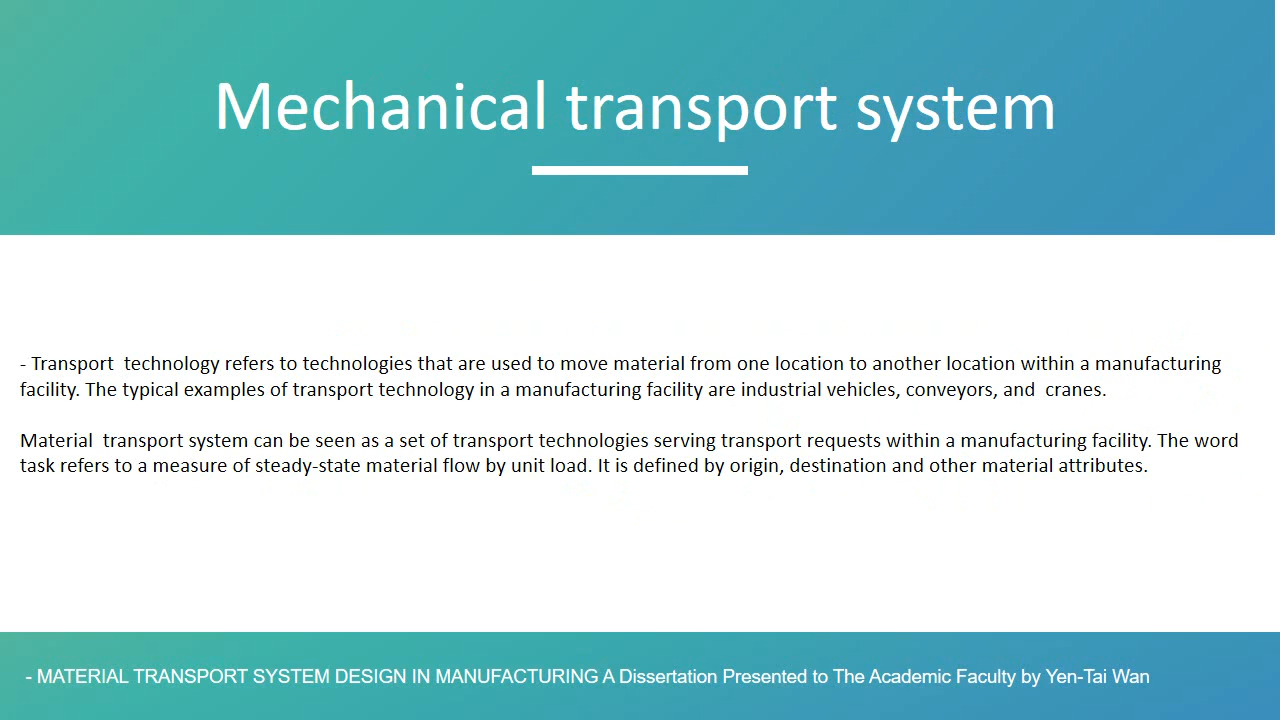 Mechanical transport system
- Transport  technology refers to technologies that are used to move material from one location to another location within a manufacturing
facility. The typical examples of transport technology in a manufacturing facility are industrial vehicles, conveyors, and  cranes.
Material  transport system can be seen as a set of transport technologies serving transport requests within a manufacturing facility. The word
task refers to a measure of steady-state material flow by unit load. It is defined by origin, destination and other material attributes.
- MATERIAL TRANSPORT SYSTEM DESIGN IN MANUFACTURING A Dissertation Presented to The Academic Faculty by Yen-Tai Wan